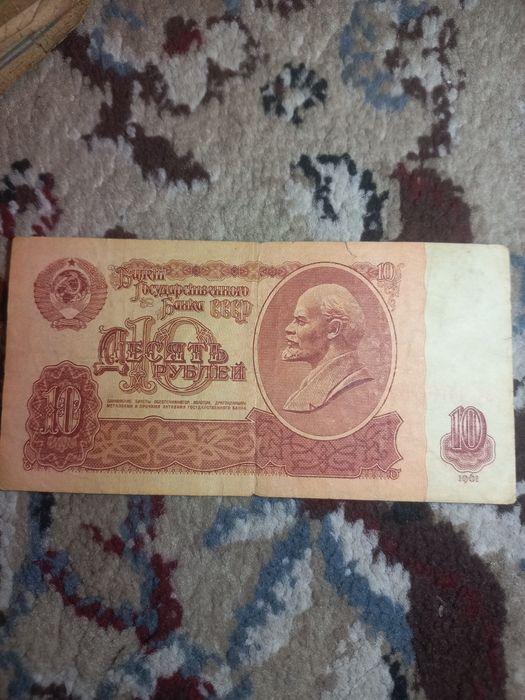 Билет
Государственного
Банка СССР
10
10
Десять
Рублей
БАНКОВСКИЕ БИЛЕТЫ ОБЕСПЕЧИВАЮТСЯ ЗОЛОТОМ, ДРАГОЦЕННЫМИ
МЕТАЛЛАМИ И ПРОЧИМИ АКТИВАМИ ГОСУДАРСТВЕННОГО БАНКА
10
10
1961